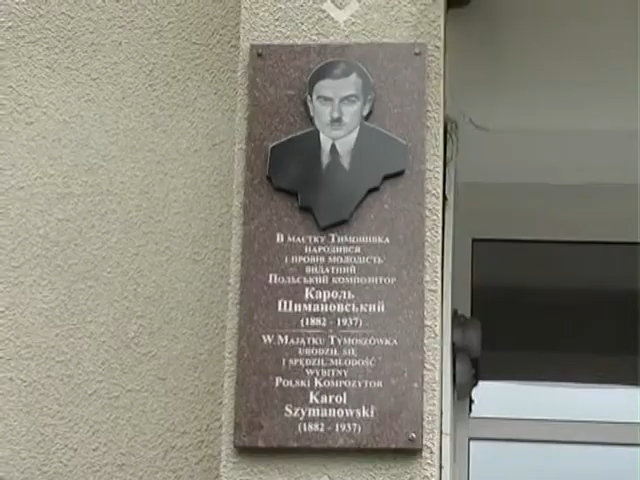 В маєтку Тимошівка
народився
і провів молодість
видатний
Польський композитор
Кароль
Шимановський
(1882 - 1937)
W Majątku Tymoszówka
urodził się
i spędził młodość
wybitny
Polski Kompozytor
Karol
Szymanowski
(1882 - 1937)